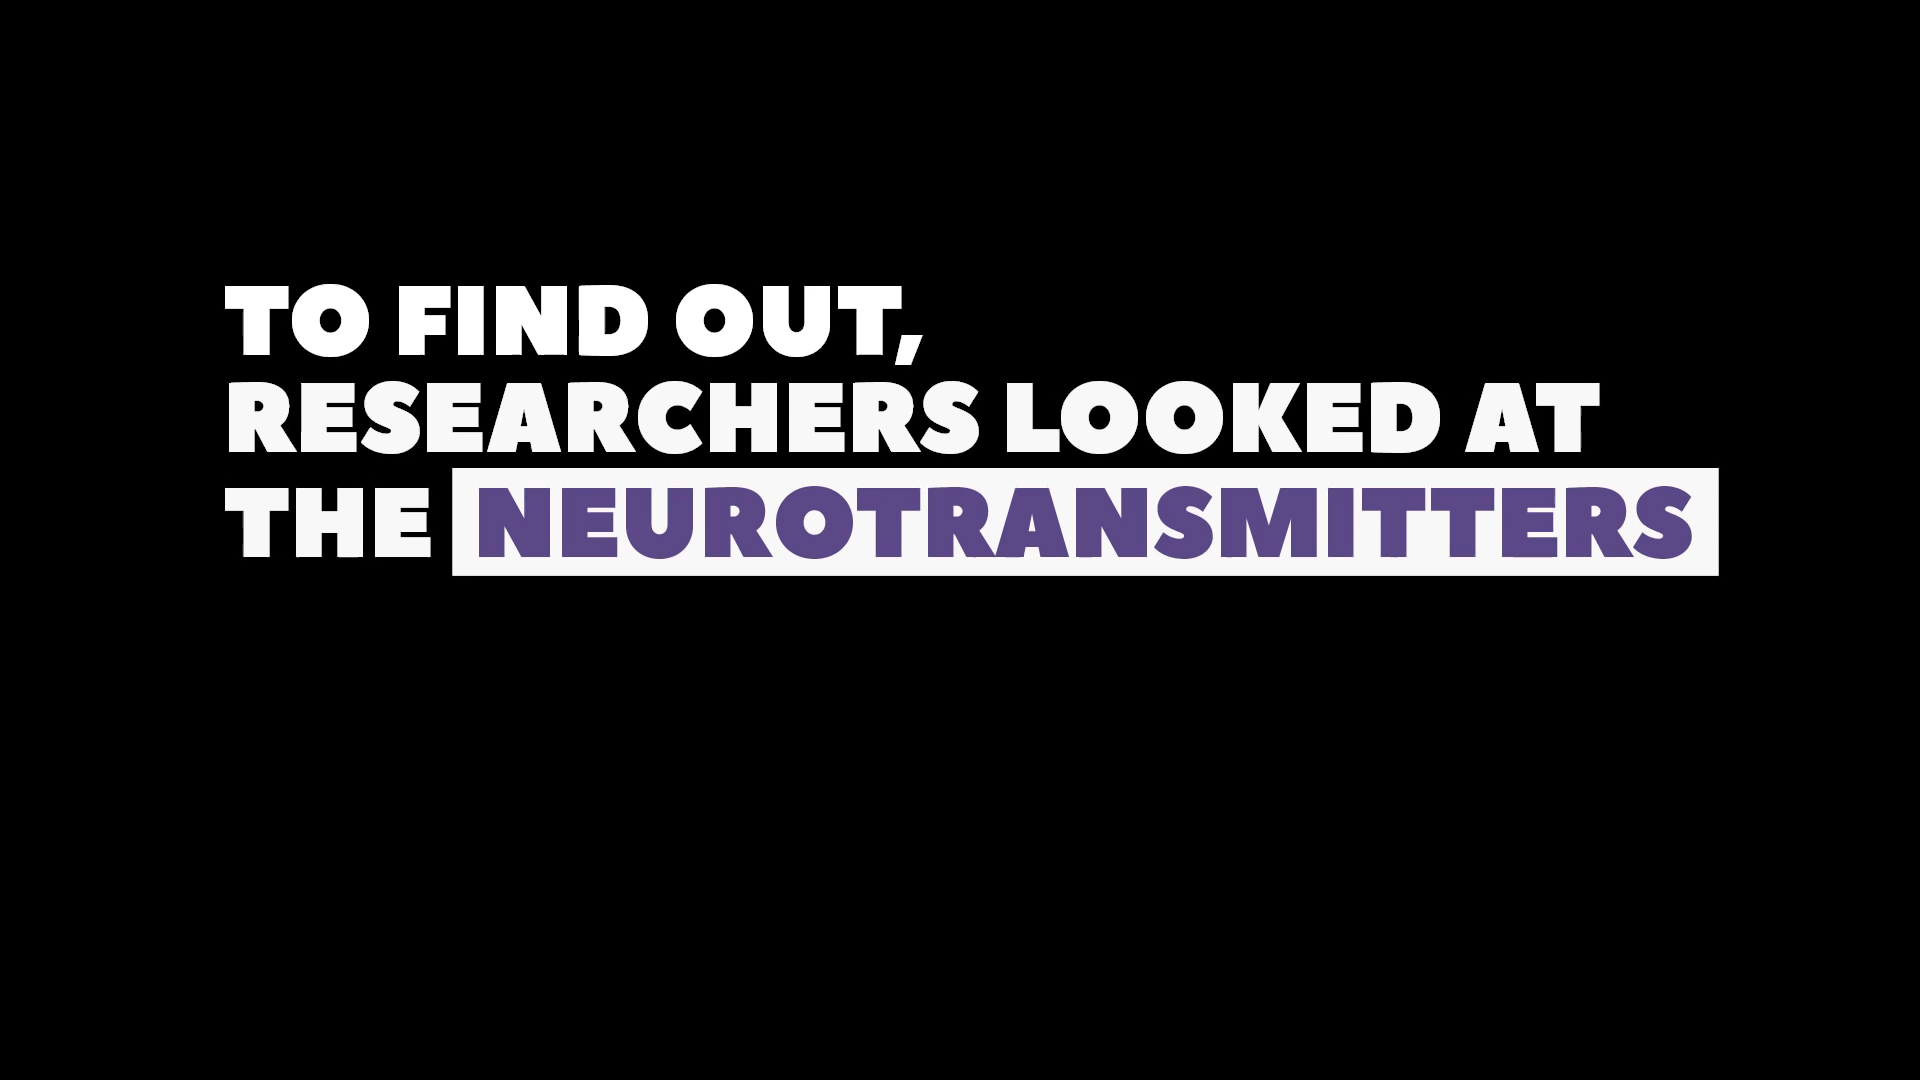 TO FIND OUT,
RESEARCHERS LOOKED AT
THE NEUROTRANSMITTERS